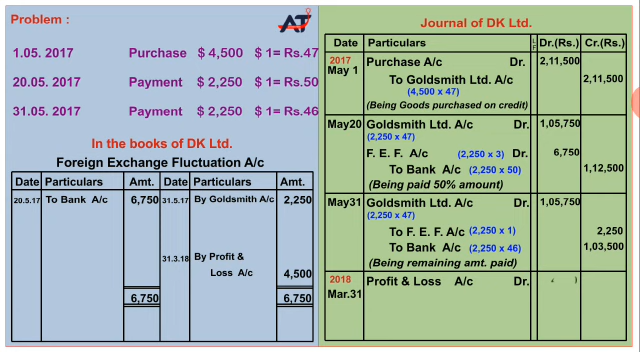 Problem :
AT
1.05. 2017 Purchase $ 4,500 $ 1= Rs.47
20.05. 2017 Payment $ 2,250 $ 1= Rs.50
31.05. 2017 Payment $ 2,250 $ 1= Rs.46
In the books of DK Ltd.
Foreign Exchange Fluctuation A/c
Date Particulars Amt. Date Particulars Amt.
20.5.17 To Bank A/c 6,750 31.5.17 By Goldsmith A/c 2,250
31.3.18 By Profit &
Loss A/c 4,500
6,750 6,750
Journal of DK Ltd.
Date Particulars L F Dr.(Rs.) Cr.(Rs.)
2017
May 1 Purchase A/c Dr. 2,11,500
To Goldsmith Ltd. A/c 2,11,500
(4,500 x 47)
(Being Goods purchased on credit)
May20 Goldsmith Ltd. A/c Dr. 1,05,750
(2,250 x 47)
F. E. F. A/c (2,250 x 3) Dr. 6,750
To Bank A/c (2,250 x 50) 1,12,500
(Being paid 50% amount)
May31 Goldsmith Ltd. A/c Dr. 1,05,750
(2,250 x 47)
To F. E. F. A/c (2,250 x 1) 2,250
To Bank A/c (2,250 x 46) 1,03,500
(Being remaining amt. paid)
2018
Mar.31 Profit & Loss A/c Dr.